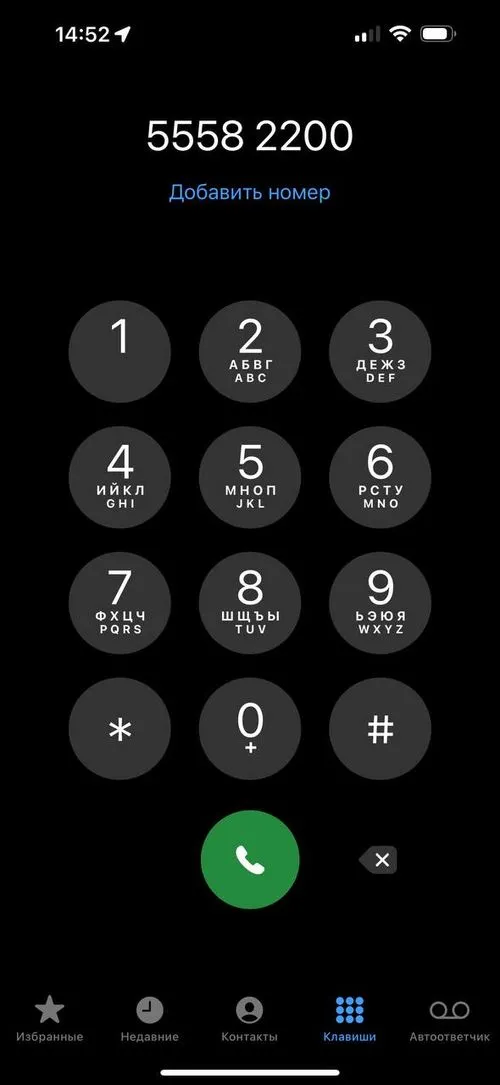 14:52
5558 2200
Добавить номер
1 2 3
АБВГ ДЕЖЗ
ABC DEF
4 5 6
ИЙКЛ МНОП РСТУ
GHI JKL MNO
7 8 9
ФХЦЧ ШЩЪЫ ЬЭЮЯ
PQRS TUV WXYZ
* 0 #
+
Избранные Недавние Контакты Клавиши Автоответчик